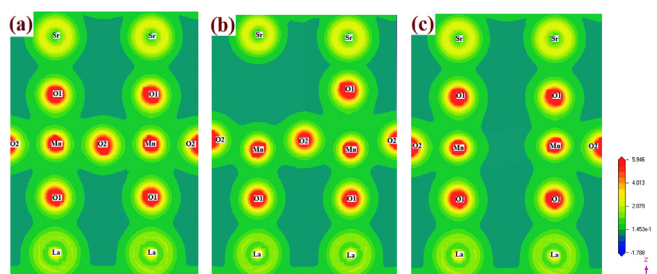 (a) (b) (c)
Sr Sr Sr Sr Sr Sr
O1 O1 O1 O1 O1
O2 Mn O2 Mn O2 O2 Mn O2 Mn O2 O2 Mn Mn O2
O1 O1 O1 O1 O1 O1
La La La La La La
5.946
4.013
2.079
1.453e-1
-1.788
Z